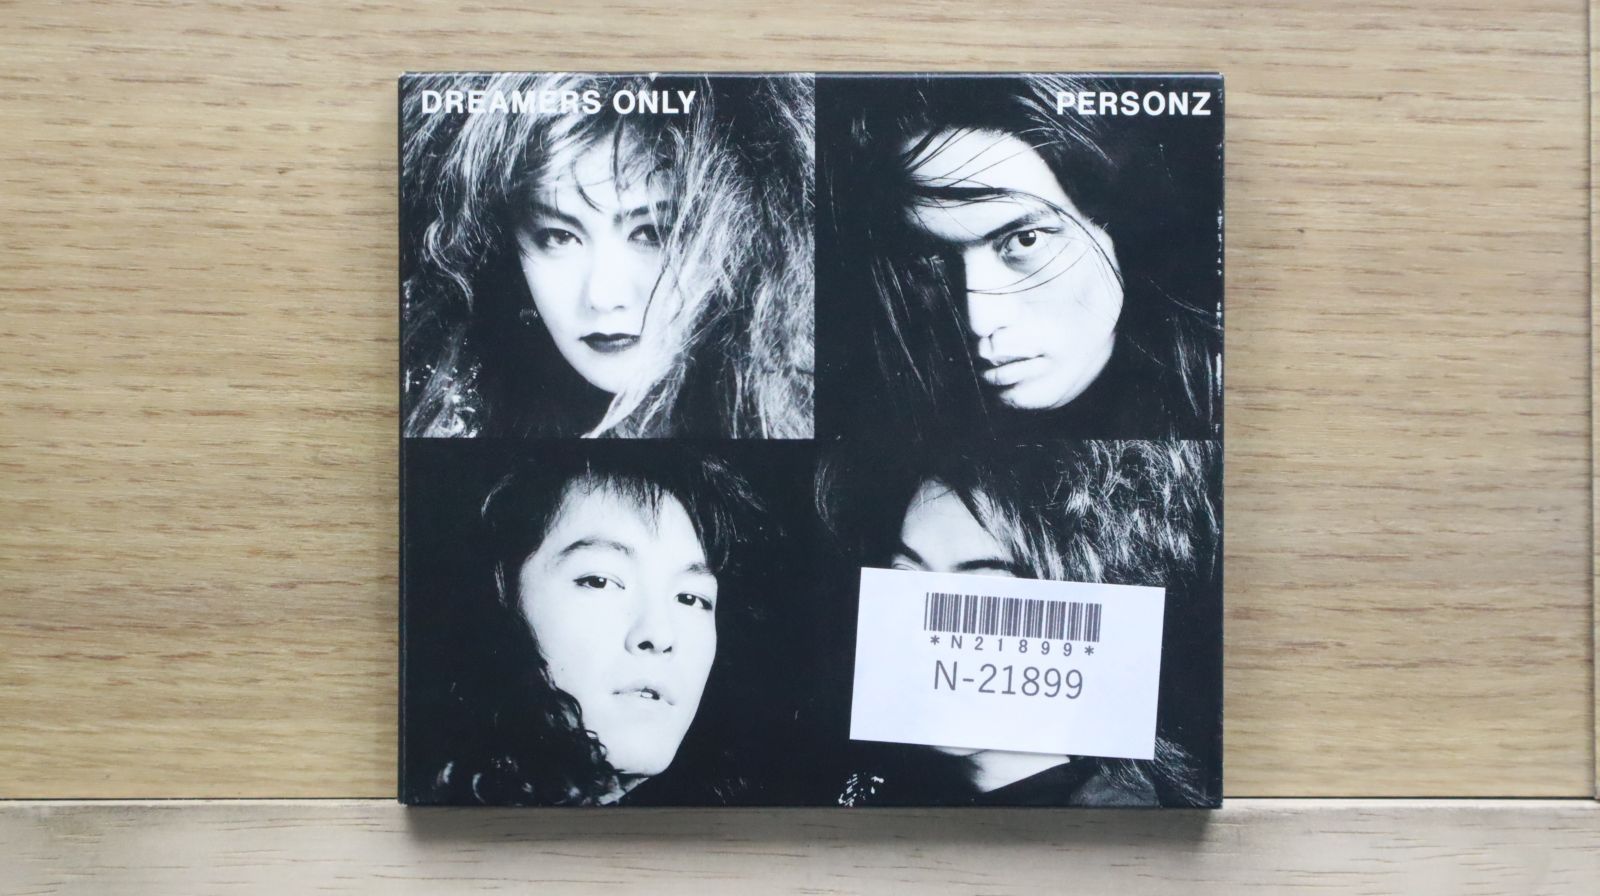 DREAMERS ONLY
PERSONZ
*N21899*
N-21899